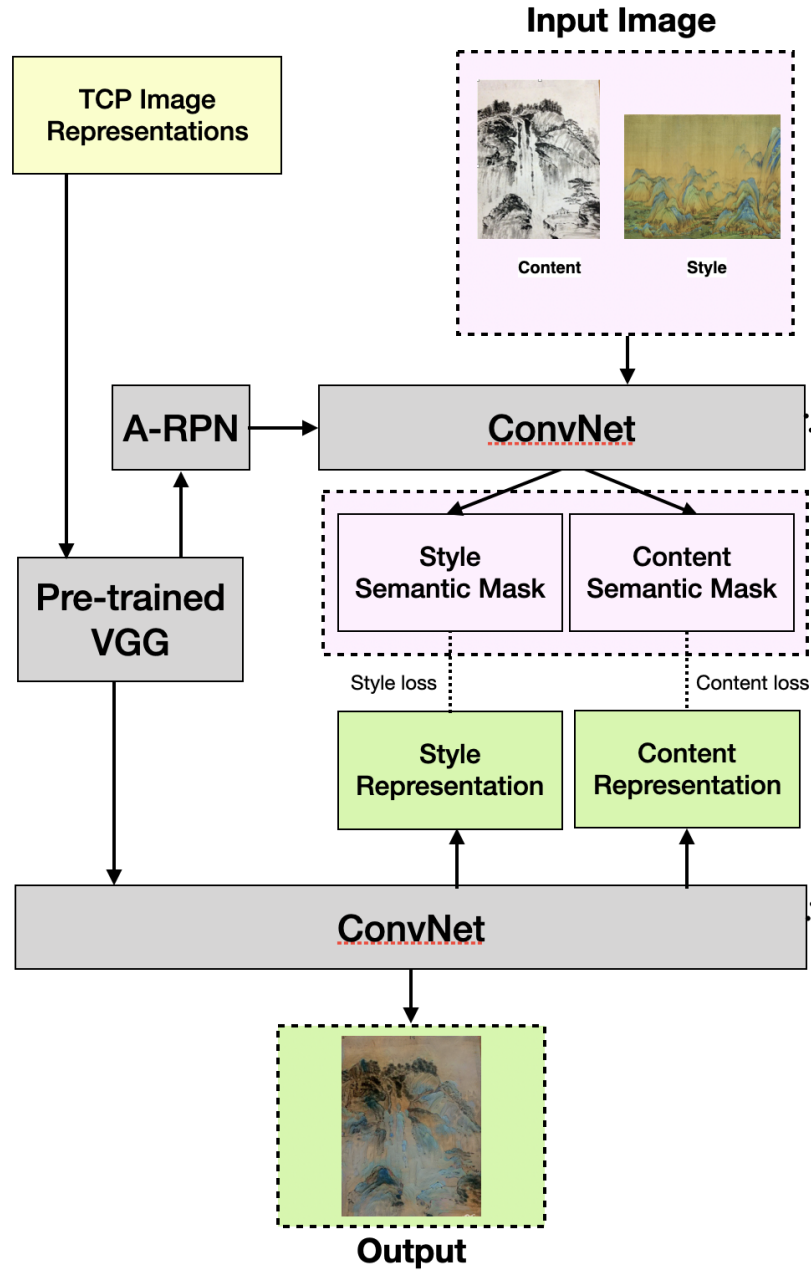 Input Image
TCP Image
Representations
Content
Style
A-RPN
ConvNet
Style
Semantic Mask
Content
Semantic Mask
Pre-trained
VGG
Style loss
Content loss
Style
Representation
Content
Representation
ConvNet
Output